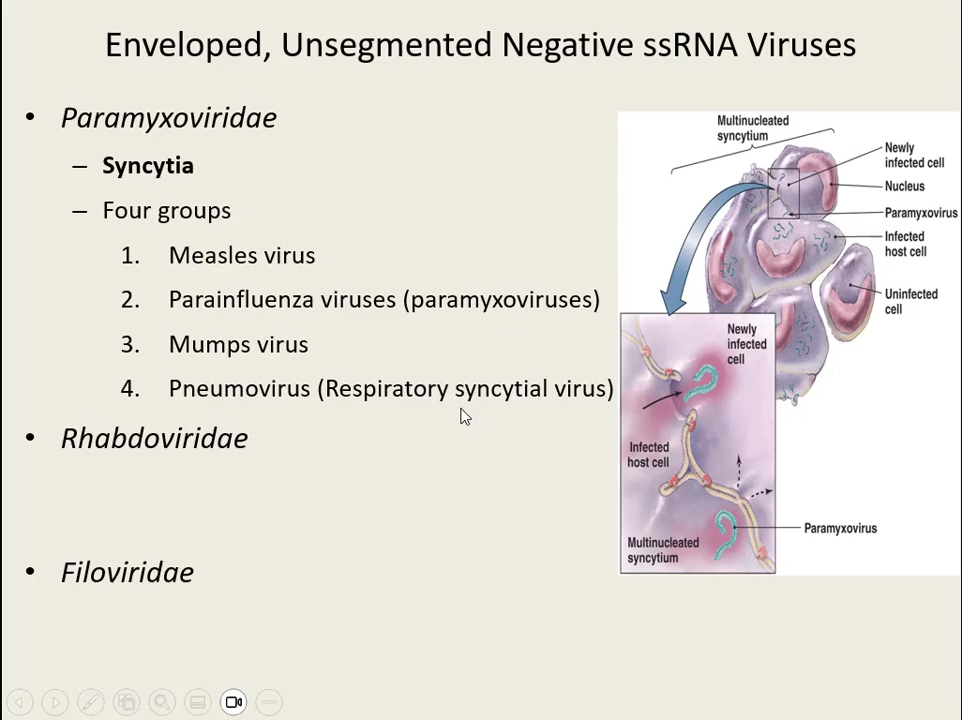 Enveloped, Unsegmented Negative ssRNA Viruses
• Paramyxoviridae
– Syncytia
– Four groups
1. Measles virus
2. Parainfluenza viruses (paramyxoviruses)
3. Mumps virus
4. Pneumovirus (Respiratory syncytial virus)
• Rhabdoviridae
• Filoviridae
Multinucleated
syncytium
Newly
infected cell
Nucleus
Paramyxovirus
Infected
host cell
Uninfected
cell
Newly
infected
cell
Infected
host cell
Multinucleated
syncytium
Paramyxovirus